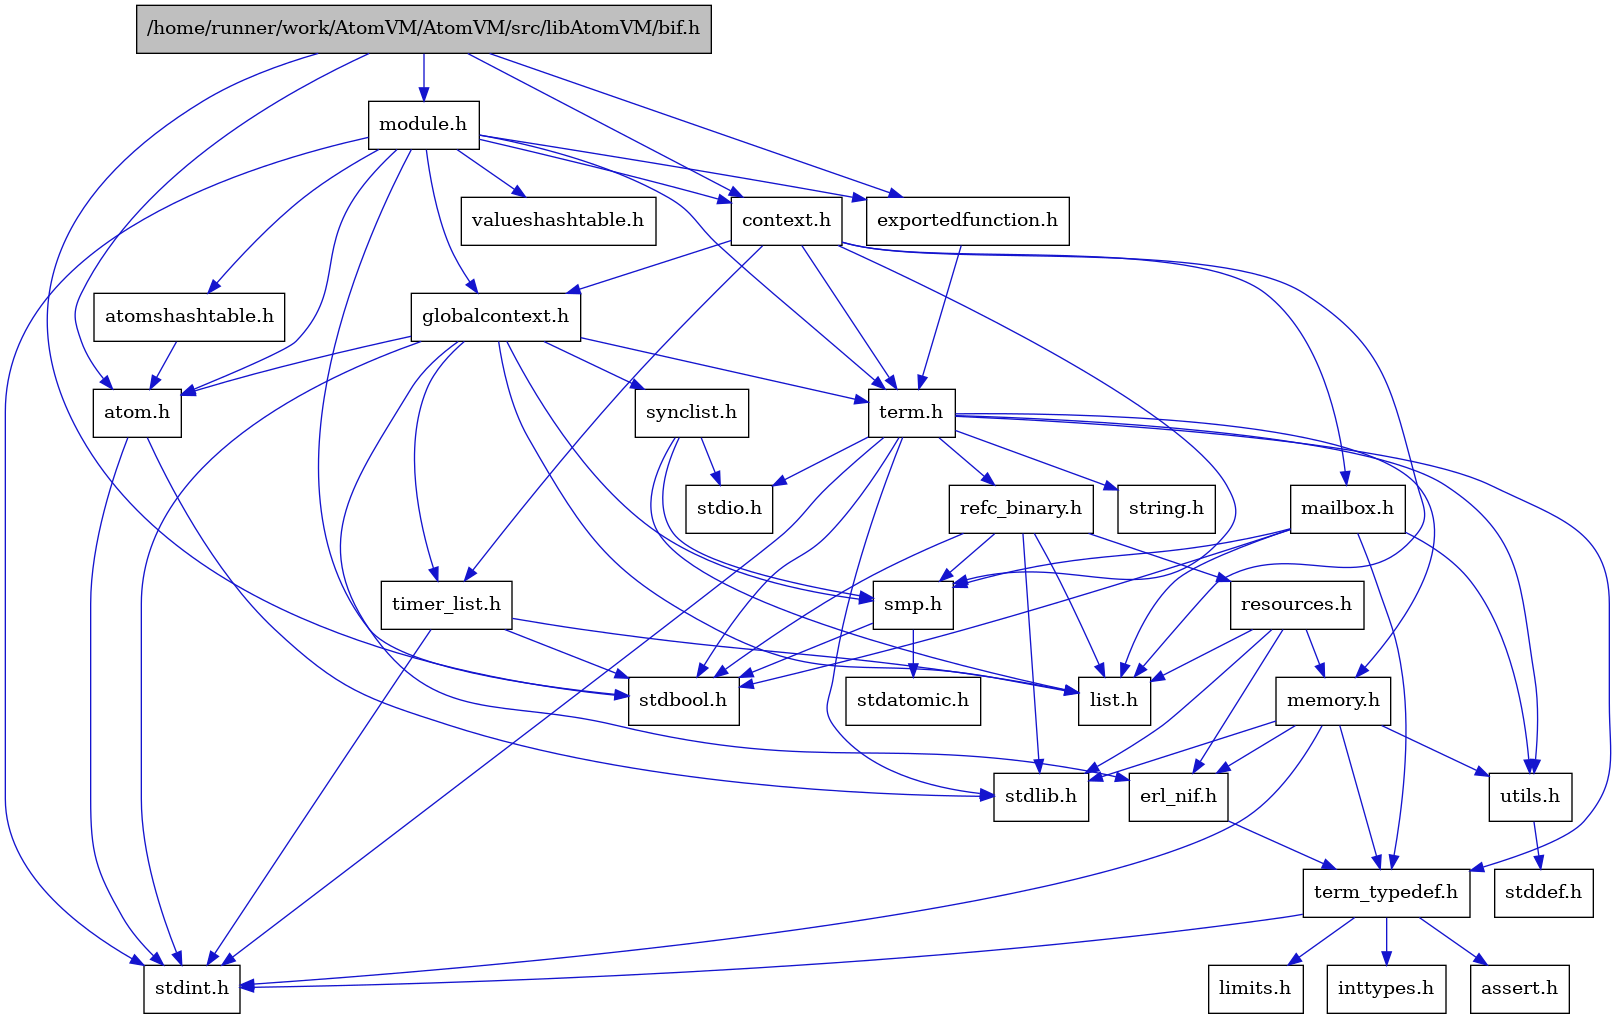 /home/runner/work/AtomVM/AtomVM/src/libAtomVM/bif.h
module.h
valueshashtable.h
context.h
exportedfunction.h
atomshashtable.h
globalcontext.h
atom.h
synclist.h
term.h
stdio.h
refc_binary.h
string.h
mailbox.h
timer_list.h
smp.h
resources.h
stdbool.h
stdatomic.h
list.h
memory.h
stdlib.h
erl_nif.h
utils.h
term_typedef.h
stddef.h
stdint.h
limits.h
inttypes.h
assert.h